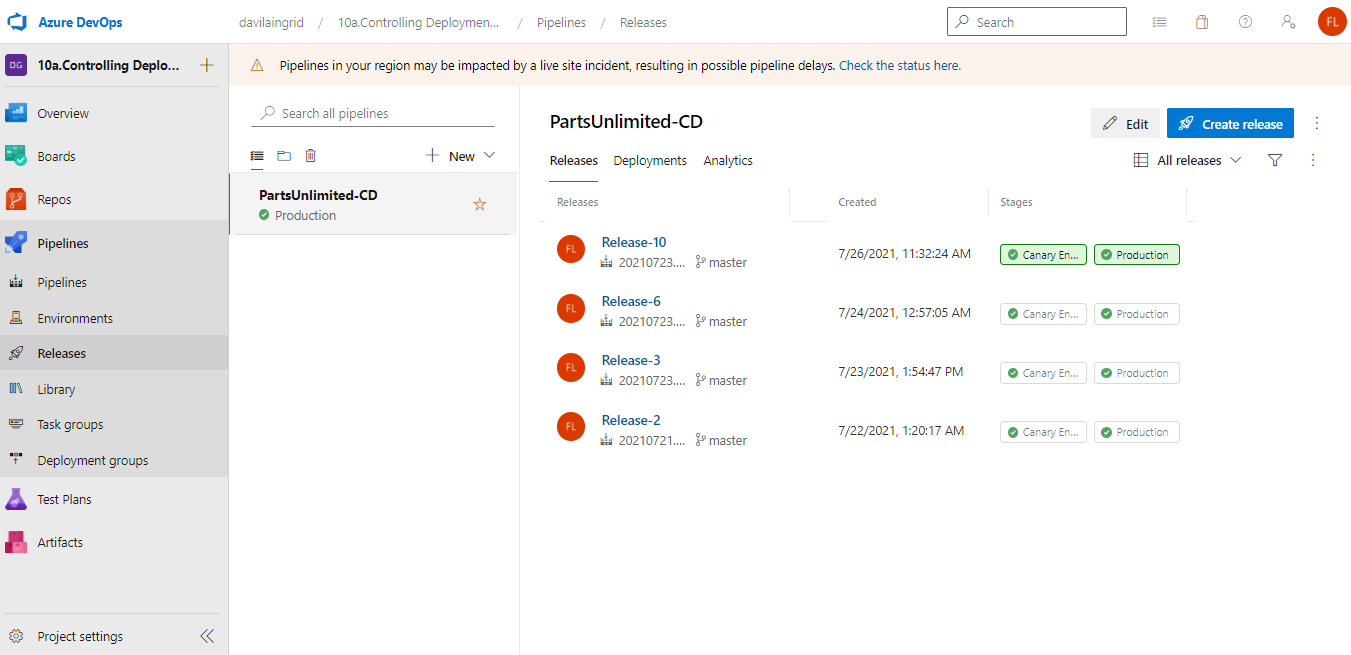 Azure DevOps
davilaingrid / 10a.Controlling Deploymen... / Pipelines / Releases
Search
FL
DG 10a.Controlling Deplo...
Pipelines in your region may be impacted by a live site incident, resulting in possible pipeline delays. Check the status here.
Overview
Boards
Repos
Pipelines
Pipelines
Environments
Releases
Library
Task groups
Deployment groups
Test Plans
Artifacts
Project settings
Search all pipelines
New
PartsUnlimited-CD
Production
PartsUnlimited-CD
Edit
Create release
Releases Deployments Analytics
All releases
Releases Created Stages
FL Release-10
20210723.... master
7/26/2021, 11:32:24 AM
Canary En... Production
FL Release-6
20210723.... master
7/24/2021, 12:57:05 AM
Canary En... Production
FL Release-3
20210723.... master
7/23/2021, 1:54:47 PM
Canary En... Production
FL Release-2
20210721.... master
7/22/2021, 1:20:17 AM
Canary En... Production